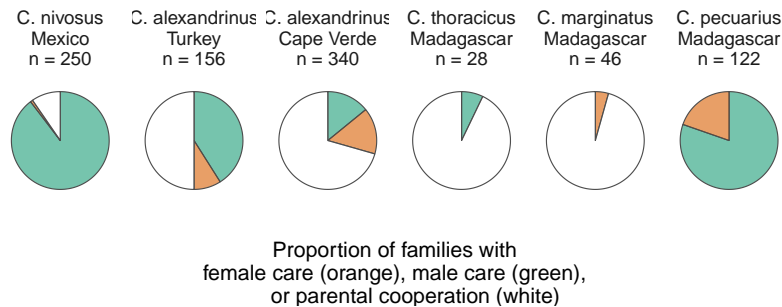 C. nivosus
Mexico
n = 250
C. alexandrinus
Turkey
n = 156
C. alexandrinus
Cape Verde
n = 340
C. thoracicus
Madagascar
n = 28
C. marginatus
Madagascar
n = 46
C. pecuarius
Madagascar
n = 122
Proportion of families with
female care (orange), male care (green),
or parental cooperation (white)